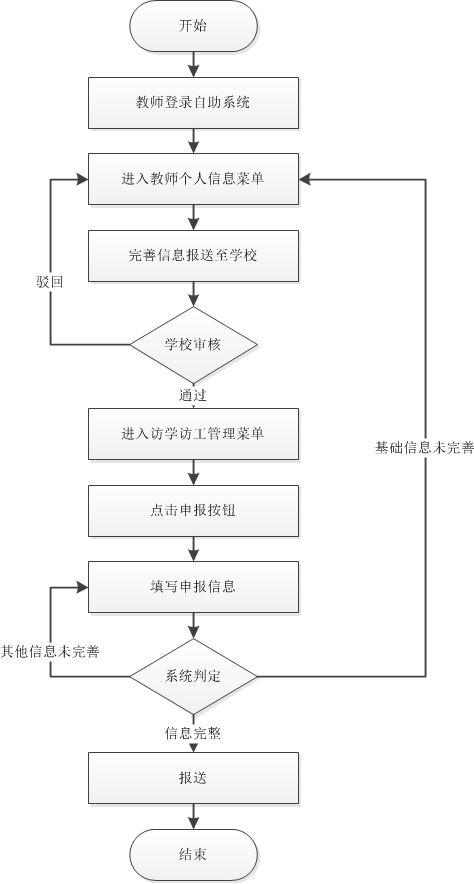 开始
教师登录自助系统
进入教师个人信息菜单
完善信息报送至学校
驳回
学校审核
通过
进入访学访工管理菜单
基础信息未完善
点击申报按钮
填写申报信息
其他信息未完善
系统判定
信息完整
报送
结束